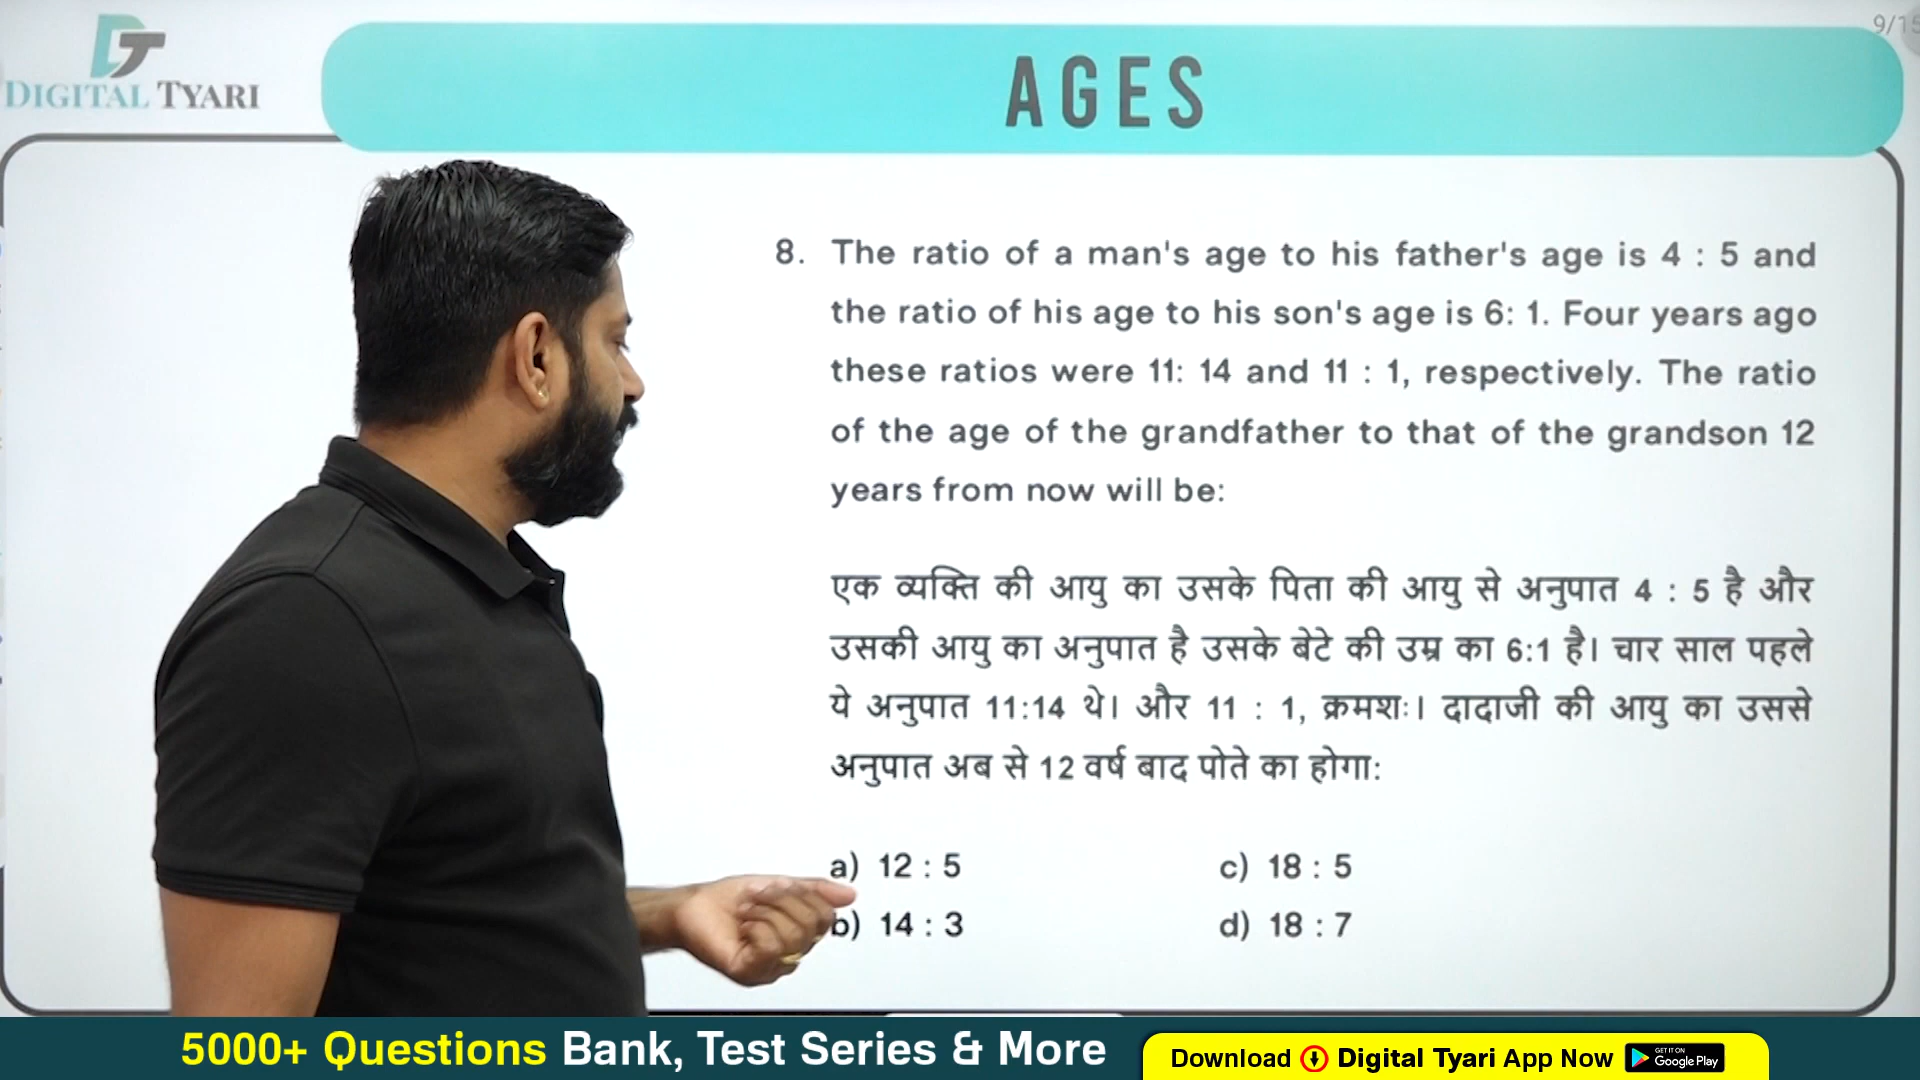 DIGITAL TYARI
9/15
AGES
8. The ratio of a man's age to his father's age is 4 : 5 and
the ratio of his age to his son's age is 6: 1. Four years ago
these ratios were 11: 14 and 11 : 1, respectively. The ratio
of the age of the grandfather to that of the grandson 12
years from now will be:
एक व्यक्ति की आयु का उसके पिता की आयु से अनुपात 4 : 5 है और
उसकी आयु का अनुपात है उसके बेटे की उम्र का 6:1 है। चार साल पहले
ये अनुपात 11:14 थे। और 11 : 1, क्रमशः। दादाजी की आयु का उससे
अनुपात अब से 12 वर्ष बाद पोते का होगा:
a) 12 : 5 c) 18 : 5
b) 14 : 3 d) 18 : 7
5000+ Questions Bank, Test Series & More
Download Digital Tyari App Now GET IT ON Google Play